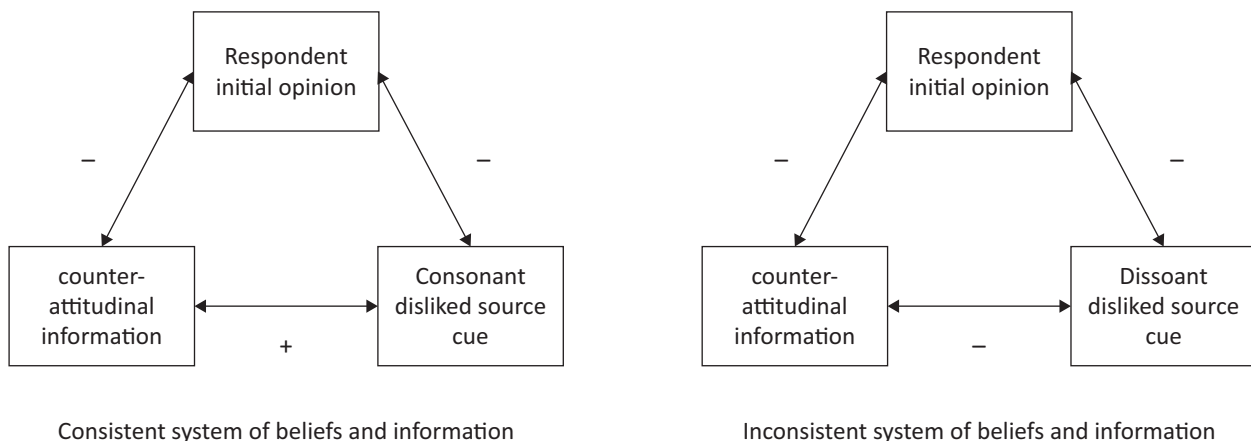 Respondent
initial opinion
–
–
counter-
attitudinal
information
Consonant
disliked source
cue
+
Consistent system of beliefs and information
Respondent
initial opinion
–
–
counter-
attitudinal
information
Dissoant
disliked source
cue
–
Inconsistent system of beliefs and information